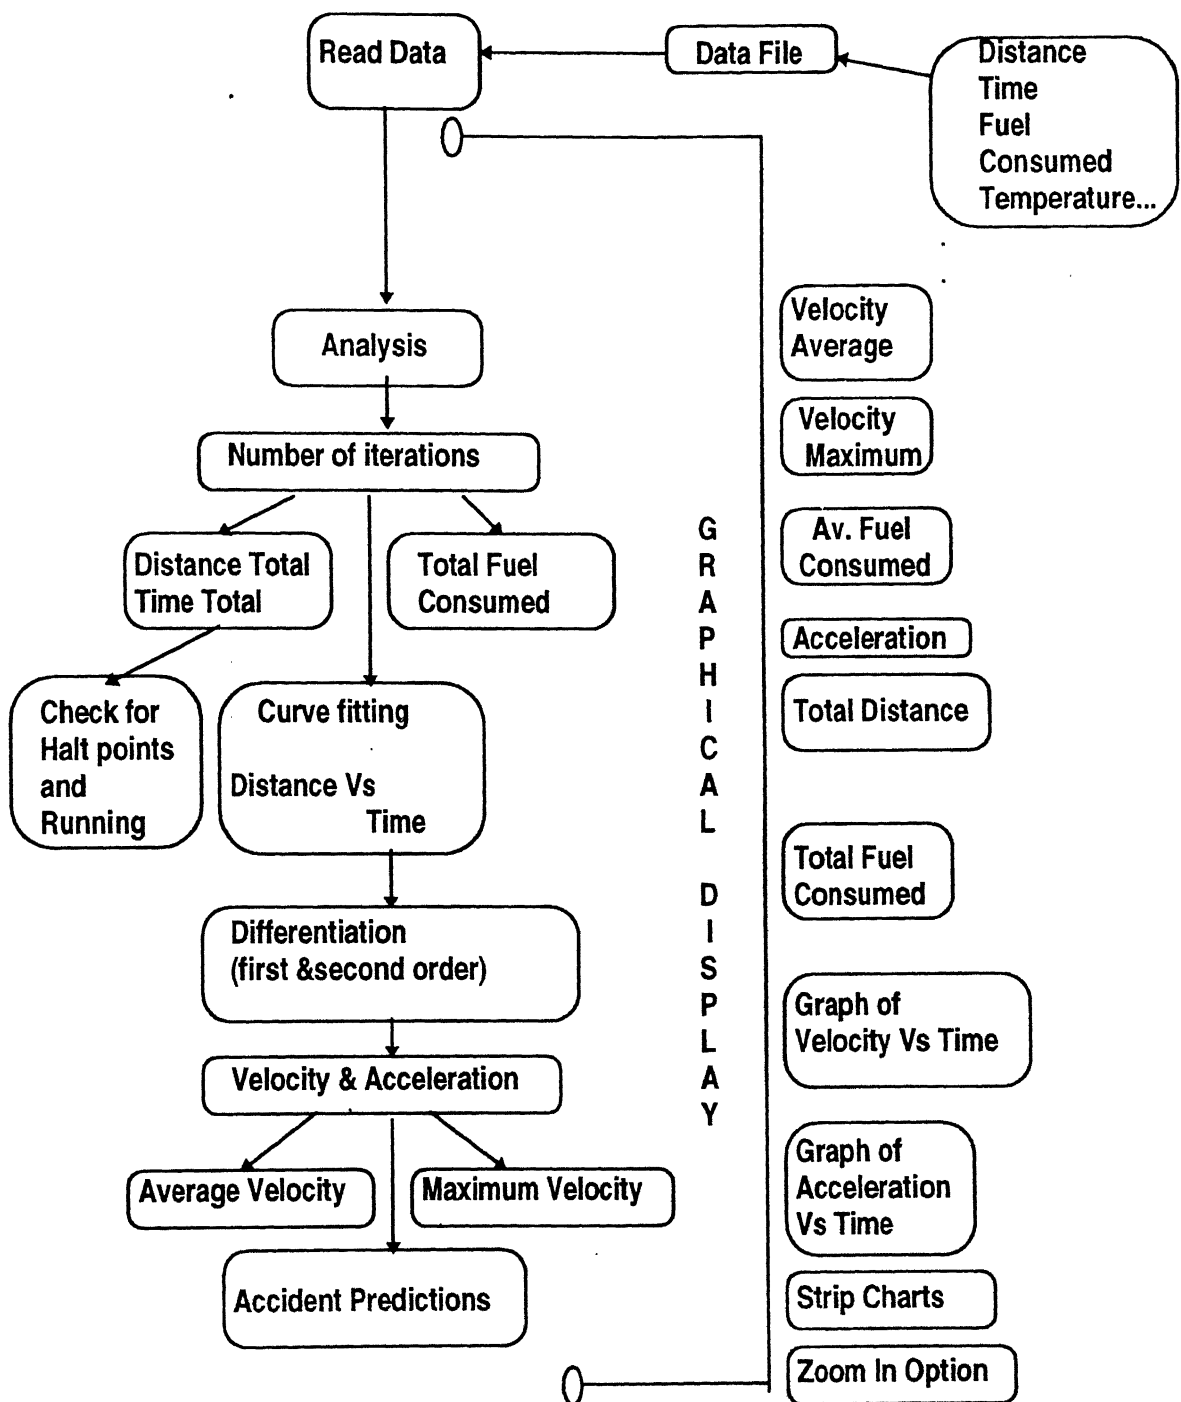 Read Data
Data File
Distance
Time
Fuel
Consumed
Temperature...
Analysis
Number of iterations
Distance Total
Time Total
Total Fuel
Consumed
Check for
Halt points
and
Running
Curve fitting
Distance Vs
Time
Differentiation
(first &second order)
Velocity & Acceleration
Average Velocity
Maximum Velocity
Accident Predictions
GRAPHICAL DISPLAY
Velocity
Average
Velocity
Maximum
Av. Fuel
Consumed
Acceleration
Total Distance
Total Fuel
Consumed
Graph of
Velocity Vs Time
Graph of
Acceleration
Vs Time
Strip Charts
Zoom In Option